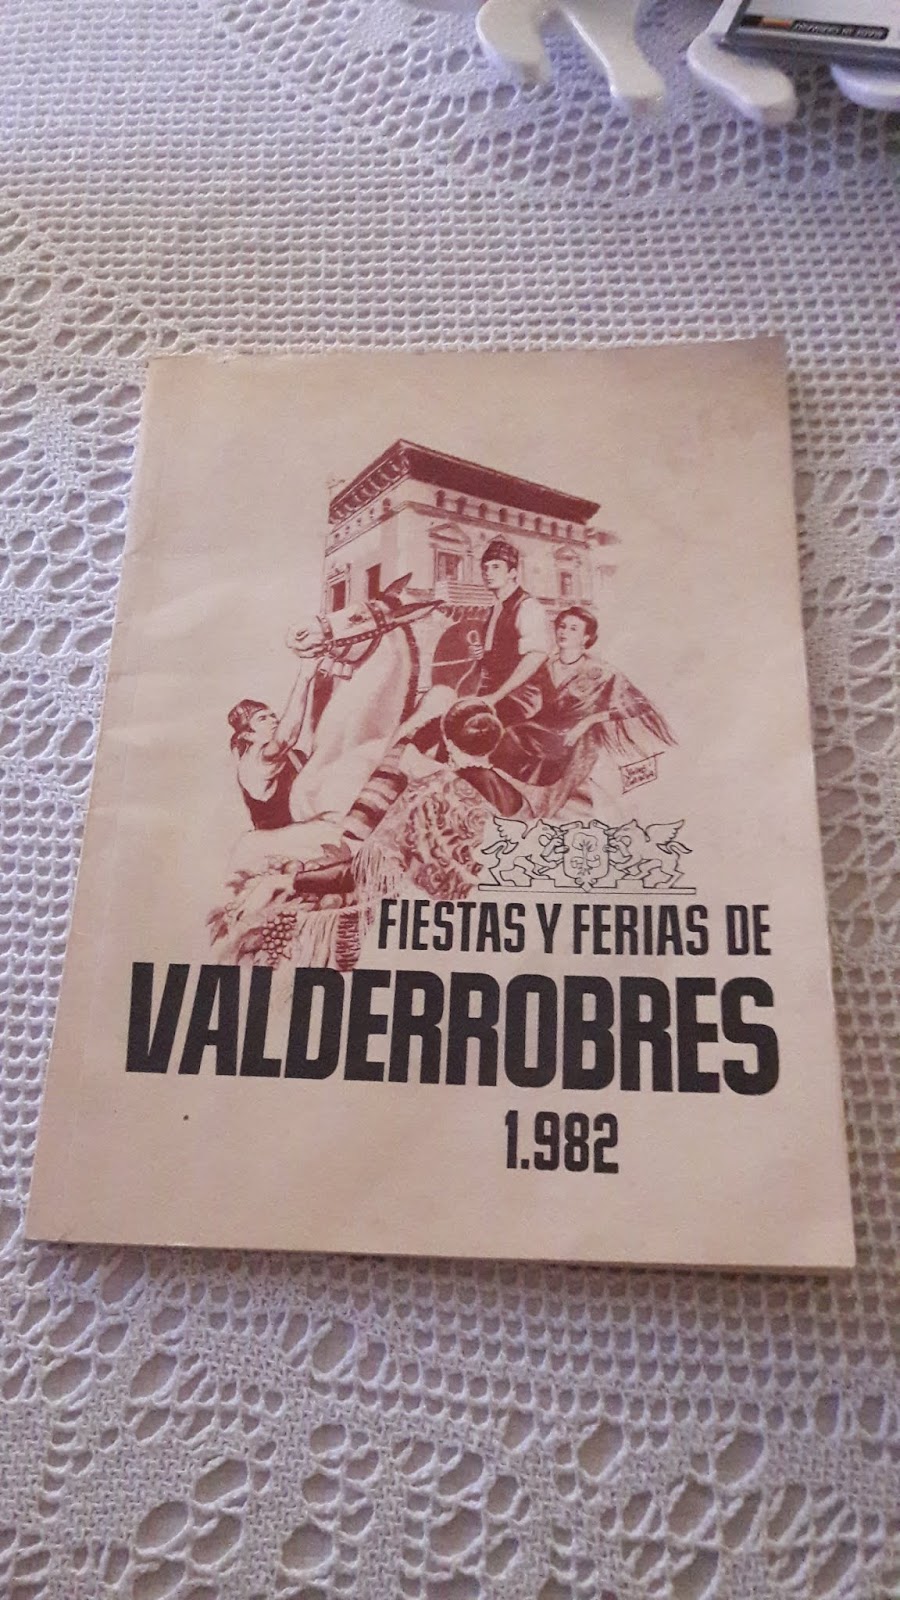 FIESTAS Y FERIAS DE
VALDERROBRES
1.982